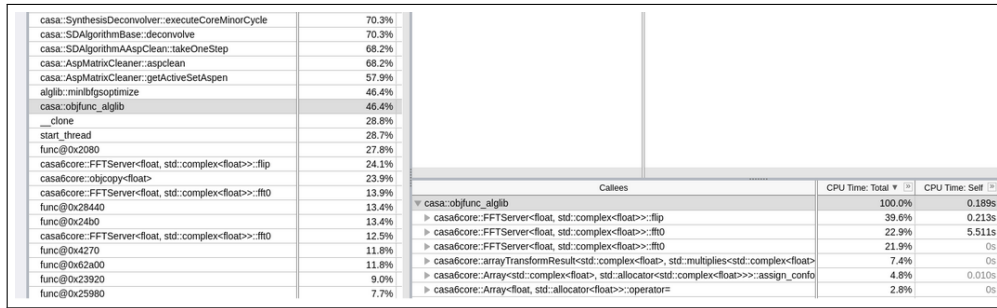 casa::SynthesisDeconvolver::executeCoreMinorCycle 70.3%
casa::SDAlgorithmBase::deconvolve 70.3%
casa::SDAlgorithmAAspClean::takeOneStep 68.2%
casa::AspMatrixCleaner::aspclean 68.2%
casa::AspMatrixCleaner::getActiveSetAspen 57.9%
alglib::minlbfgsoptimize 46.4%
casa::objfunc_alglib 46.4%
__clone 28.8%
start_thread 28.7%
func@0x2080 27.8%
casa6core::FFTServer<float, std::complex<float>>::flip 24.1%
casa6core::objcopy<float> 23.9%
casa6core::FFTServer<float, std::complex<float>>::fft0 13.9%
func@0x28440 13.4%
func@0x24b0 13.4%
casa6core::FFTServer<float, std::complex<float>>::fft0 12.5%
func@0x4270 11.8%
func@0x62a00 11.8%
func@0x23920 9.0%
func@0x25980 7.7%
Callees CPU Time: Total ▼ » CPU Time: Self »
casa::objfunc_alglib 100.0% 0.189s
casa6core::FFTServer<float, std::complex<float>>::flip 39.6% 0.213s
casa6core::FFTServer<float, std::complex<float>>::fft0 22.9% 5.511s
casa6core::FFTServer<float, std::complex<float>>::fft0 21.9% 0s
casa6core::arrayTransformResult<std::complex<float>, std::multiplies<std::complex<float> 7.4% 0s
casa6core::Array<std::complex<float>, std::allocator<std::complex<float>>>::assign_confo 4.8% 0.010s
casa6core::Array<float, std::allocator<float>>::operator= 2.8% 0s